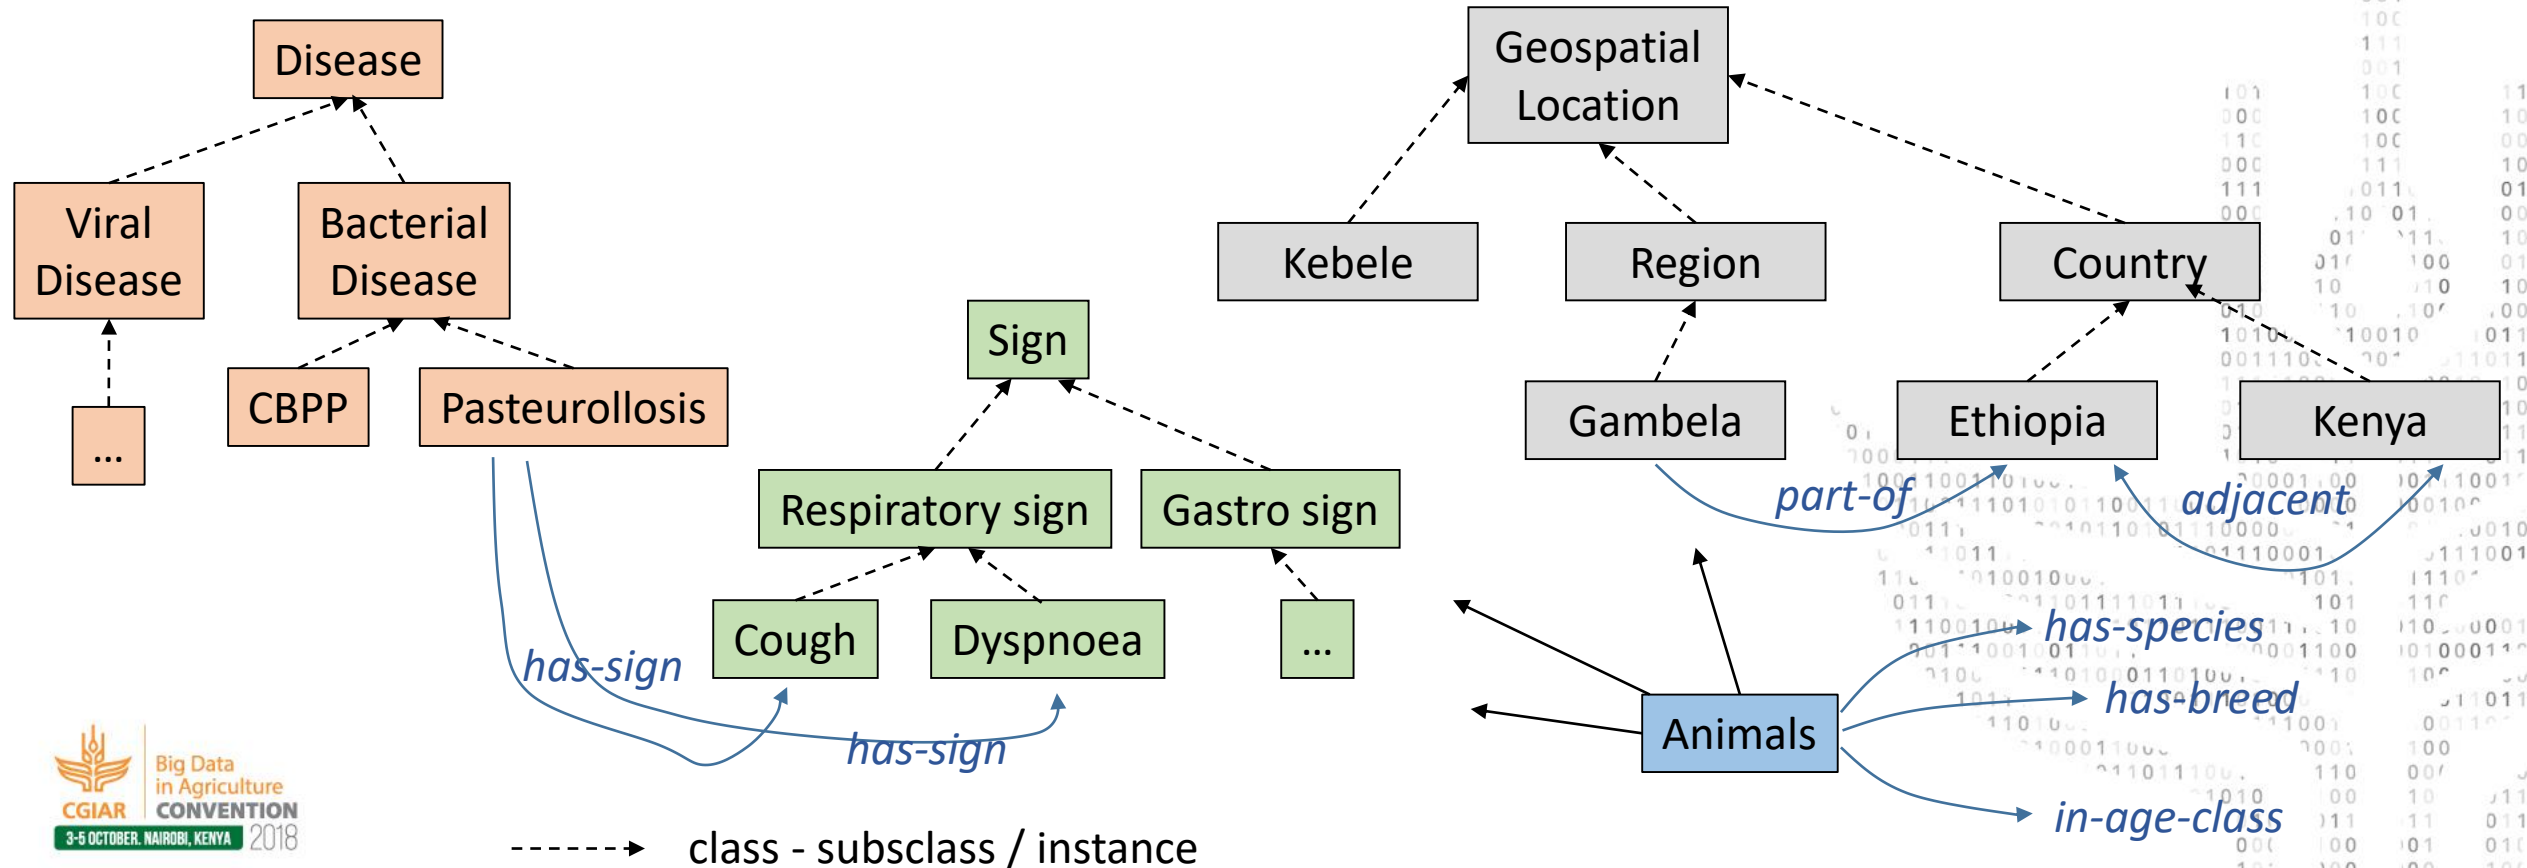 Disease
Geospatial
Location
Viral
Disease
Bacterial
Disease
Kebele
Region
Country
Sign
CBPP
Pasteurollosis
Gambela
Ethiopia
Kenya
...
Respiratory sign
Gastro sign
part-of
adjacent
Cough
Dyspnoea
...
has-sign
has-sign
Animals
has-species
has-breed
in-age-class
CGIAR
Big Data
in Agriculture
CONVENTION
3-5 OCTOBER. NAIROBI, KENYA 2018
class - subsclass / instance